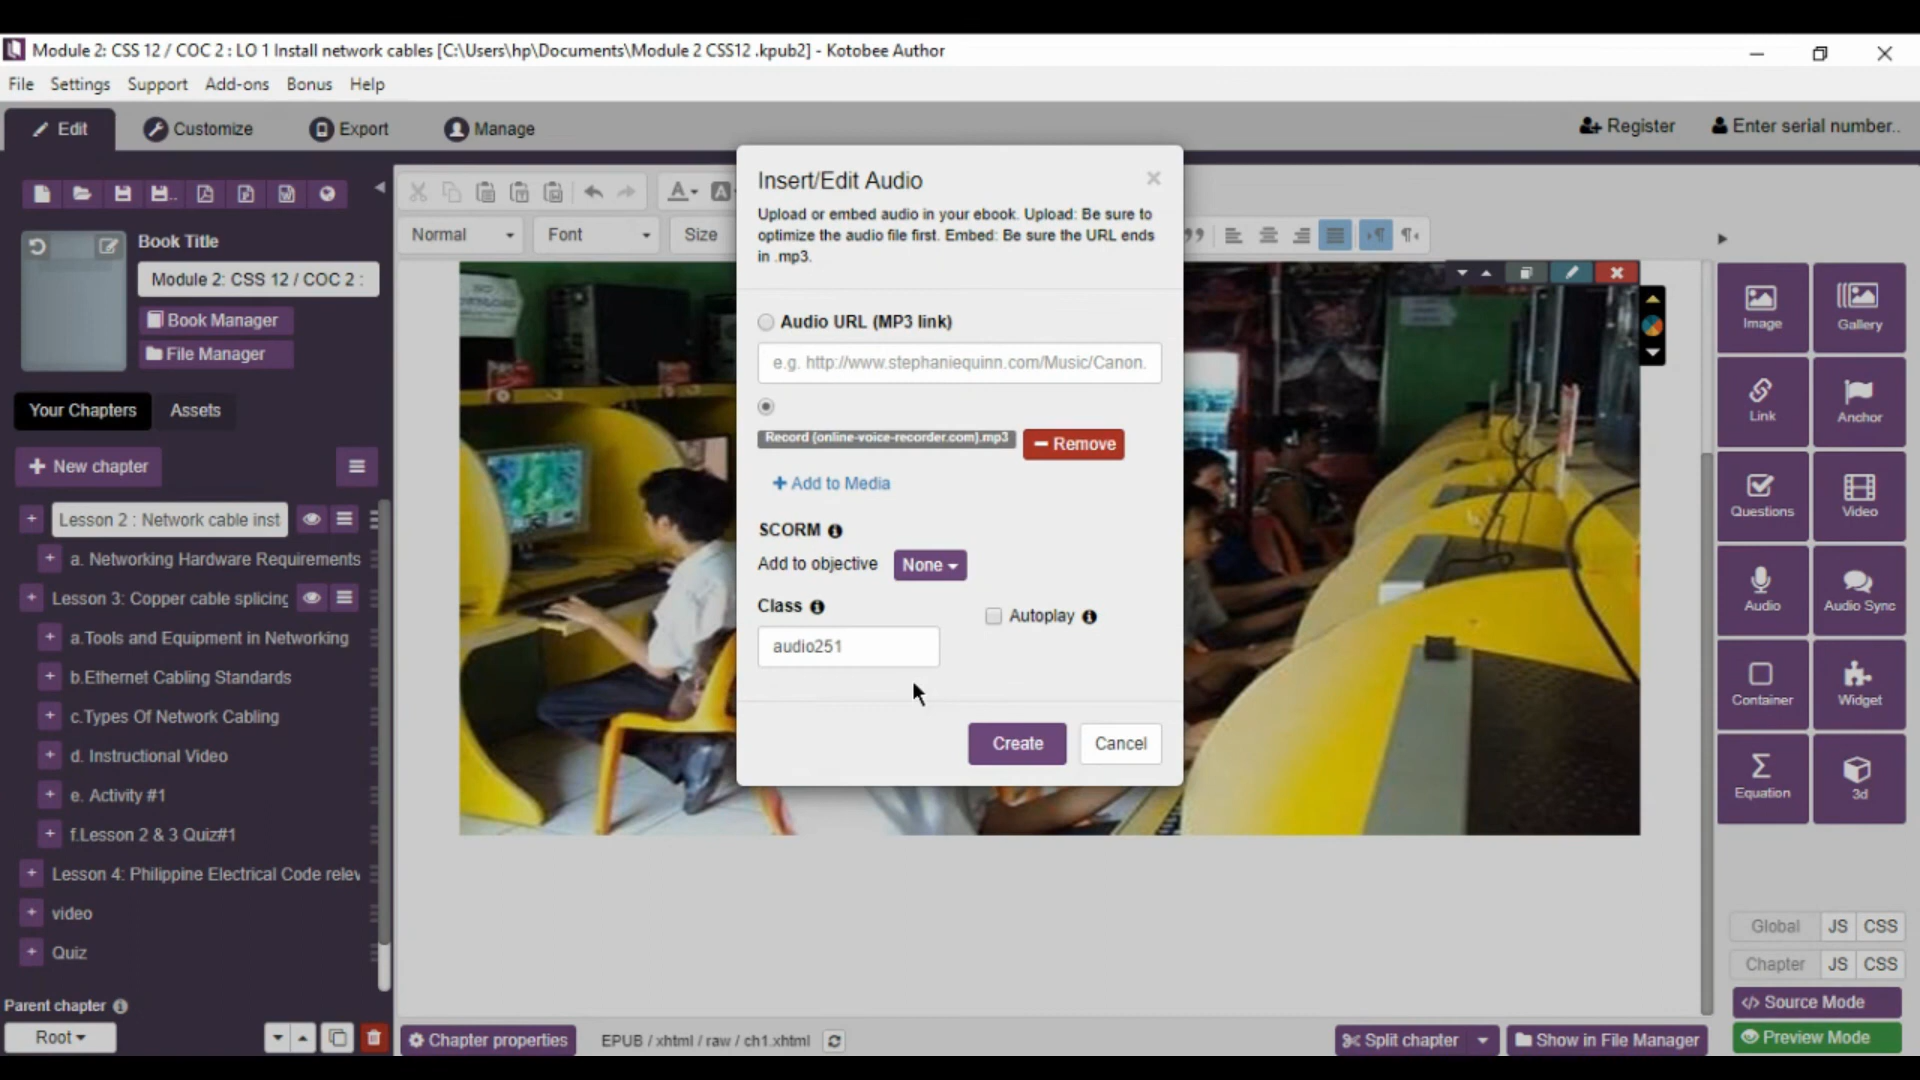 Module 2: CSS 12 / COC 2 : LO 1 Install network cables [C:\Users\hp\Documents\Module 2 CSS12 .kpub2] - Kotobee Author
File Settings Support Add-ons Bonus Help
Edit Customize Export Manage Register Enter serial number..
Book Title
Module 2: CSS 12 / COC 2 :
Book Manager
File Manager
Your Chapters Assets
New chapter
Lesson 2 : Network cable inst
a. Networking Hardware Requirements
Lesson 3: Copper cable splicing
a.Tools and Equipment in Networking
b.Ethernet Cabling Standards
c.Types Of Network Cabling
d. Instructional Video
e. Activity #1
f.Lesson 2 & 3 Quiz#1
Lesson 4: Philippine Electrical Code relev
video
Quiz
Parent chapter
Root
Normal Font Size
Insert/Edit Audio
Upload or embed audio in your ebook. Upload: Be sure to
optimize the audio file first. Embed: Be sure the URL ends
in .mp3.
Audio URL (MP3 link)
e.g. http://www.stephaniequinn.com/Music/Canon.
Record (online-voice-recorder.com).mp3
Remove
Add to Media
SCORM
Add to objective None
Class
Autoplay
audio251
Create Cancel
Image Gallery
Link Anchor
Questions Video
Audio Audio Sync
Container Widget
Equation 3d
Global JS CSS
Chapter JS CSS
</> Source Mode
Preview Mode
Chapter properties EPUB / xhtml / raw / ch1.xhtml Split chapter Show in File Manager